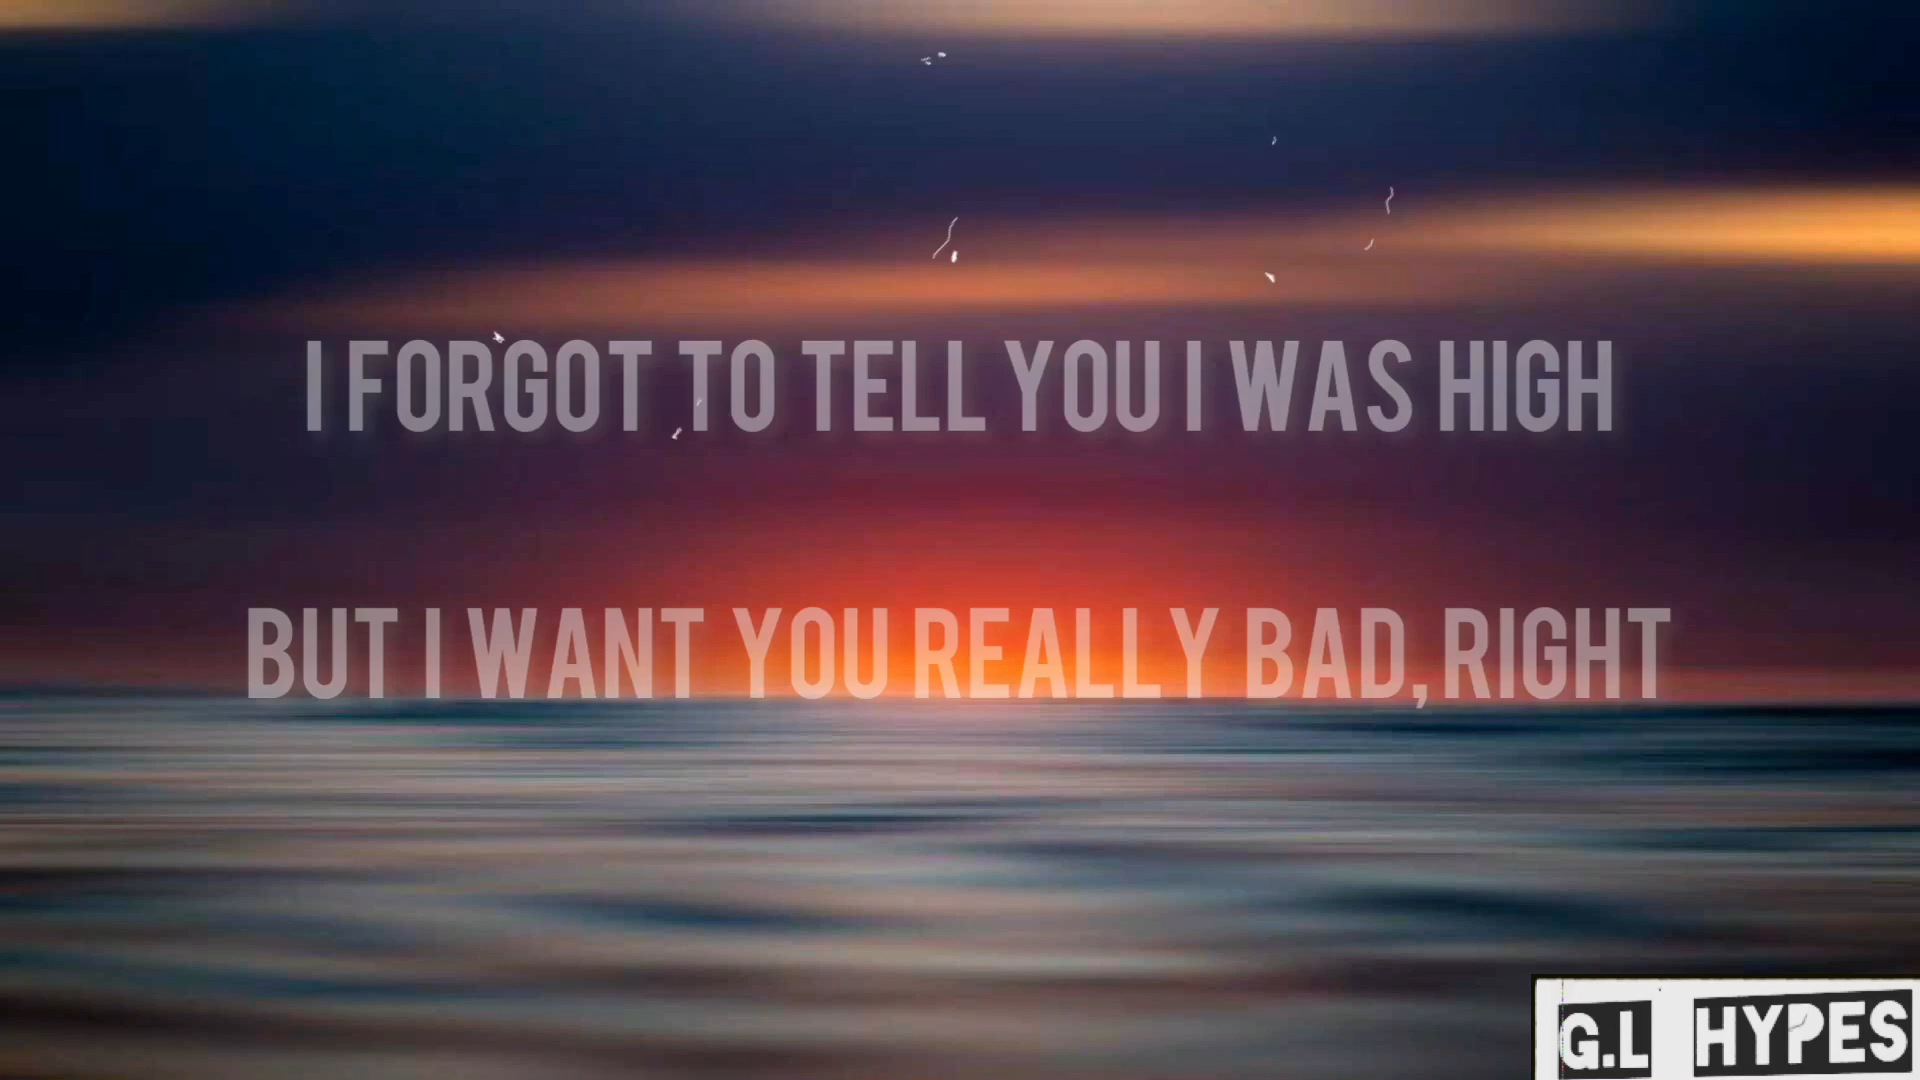 I FORGOT TO TELL YOU I WAS HIGH
BUT I WANT YOU REALLY BAD, RIGHT
G.L HYPES